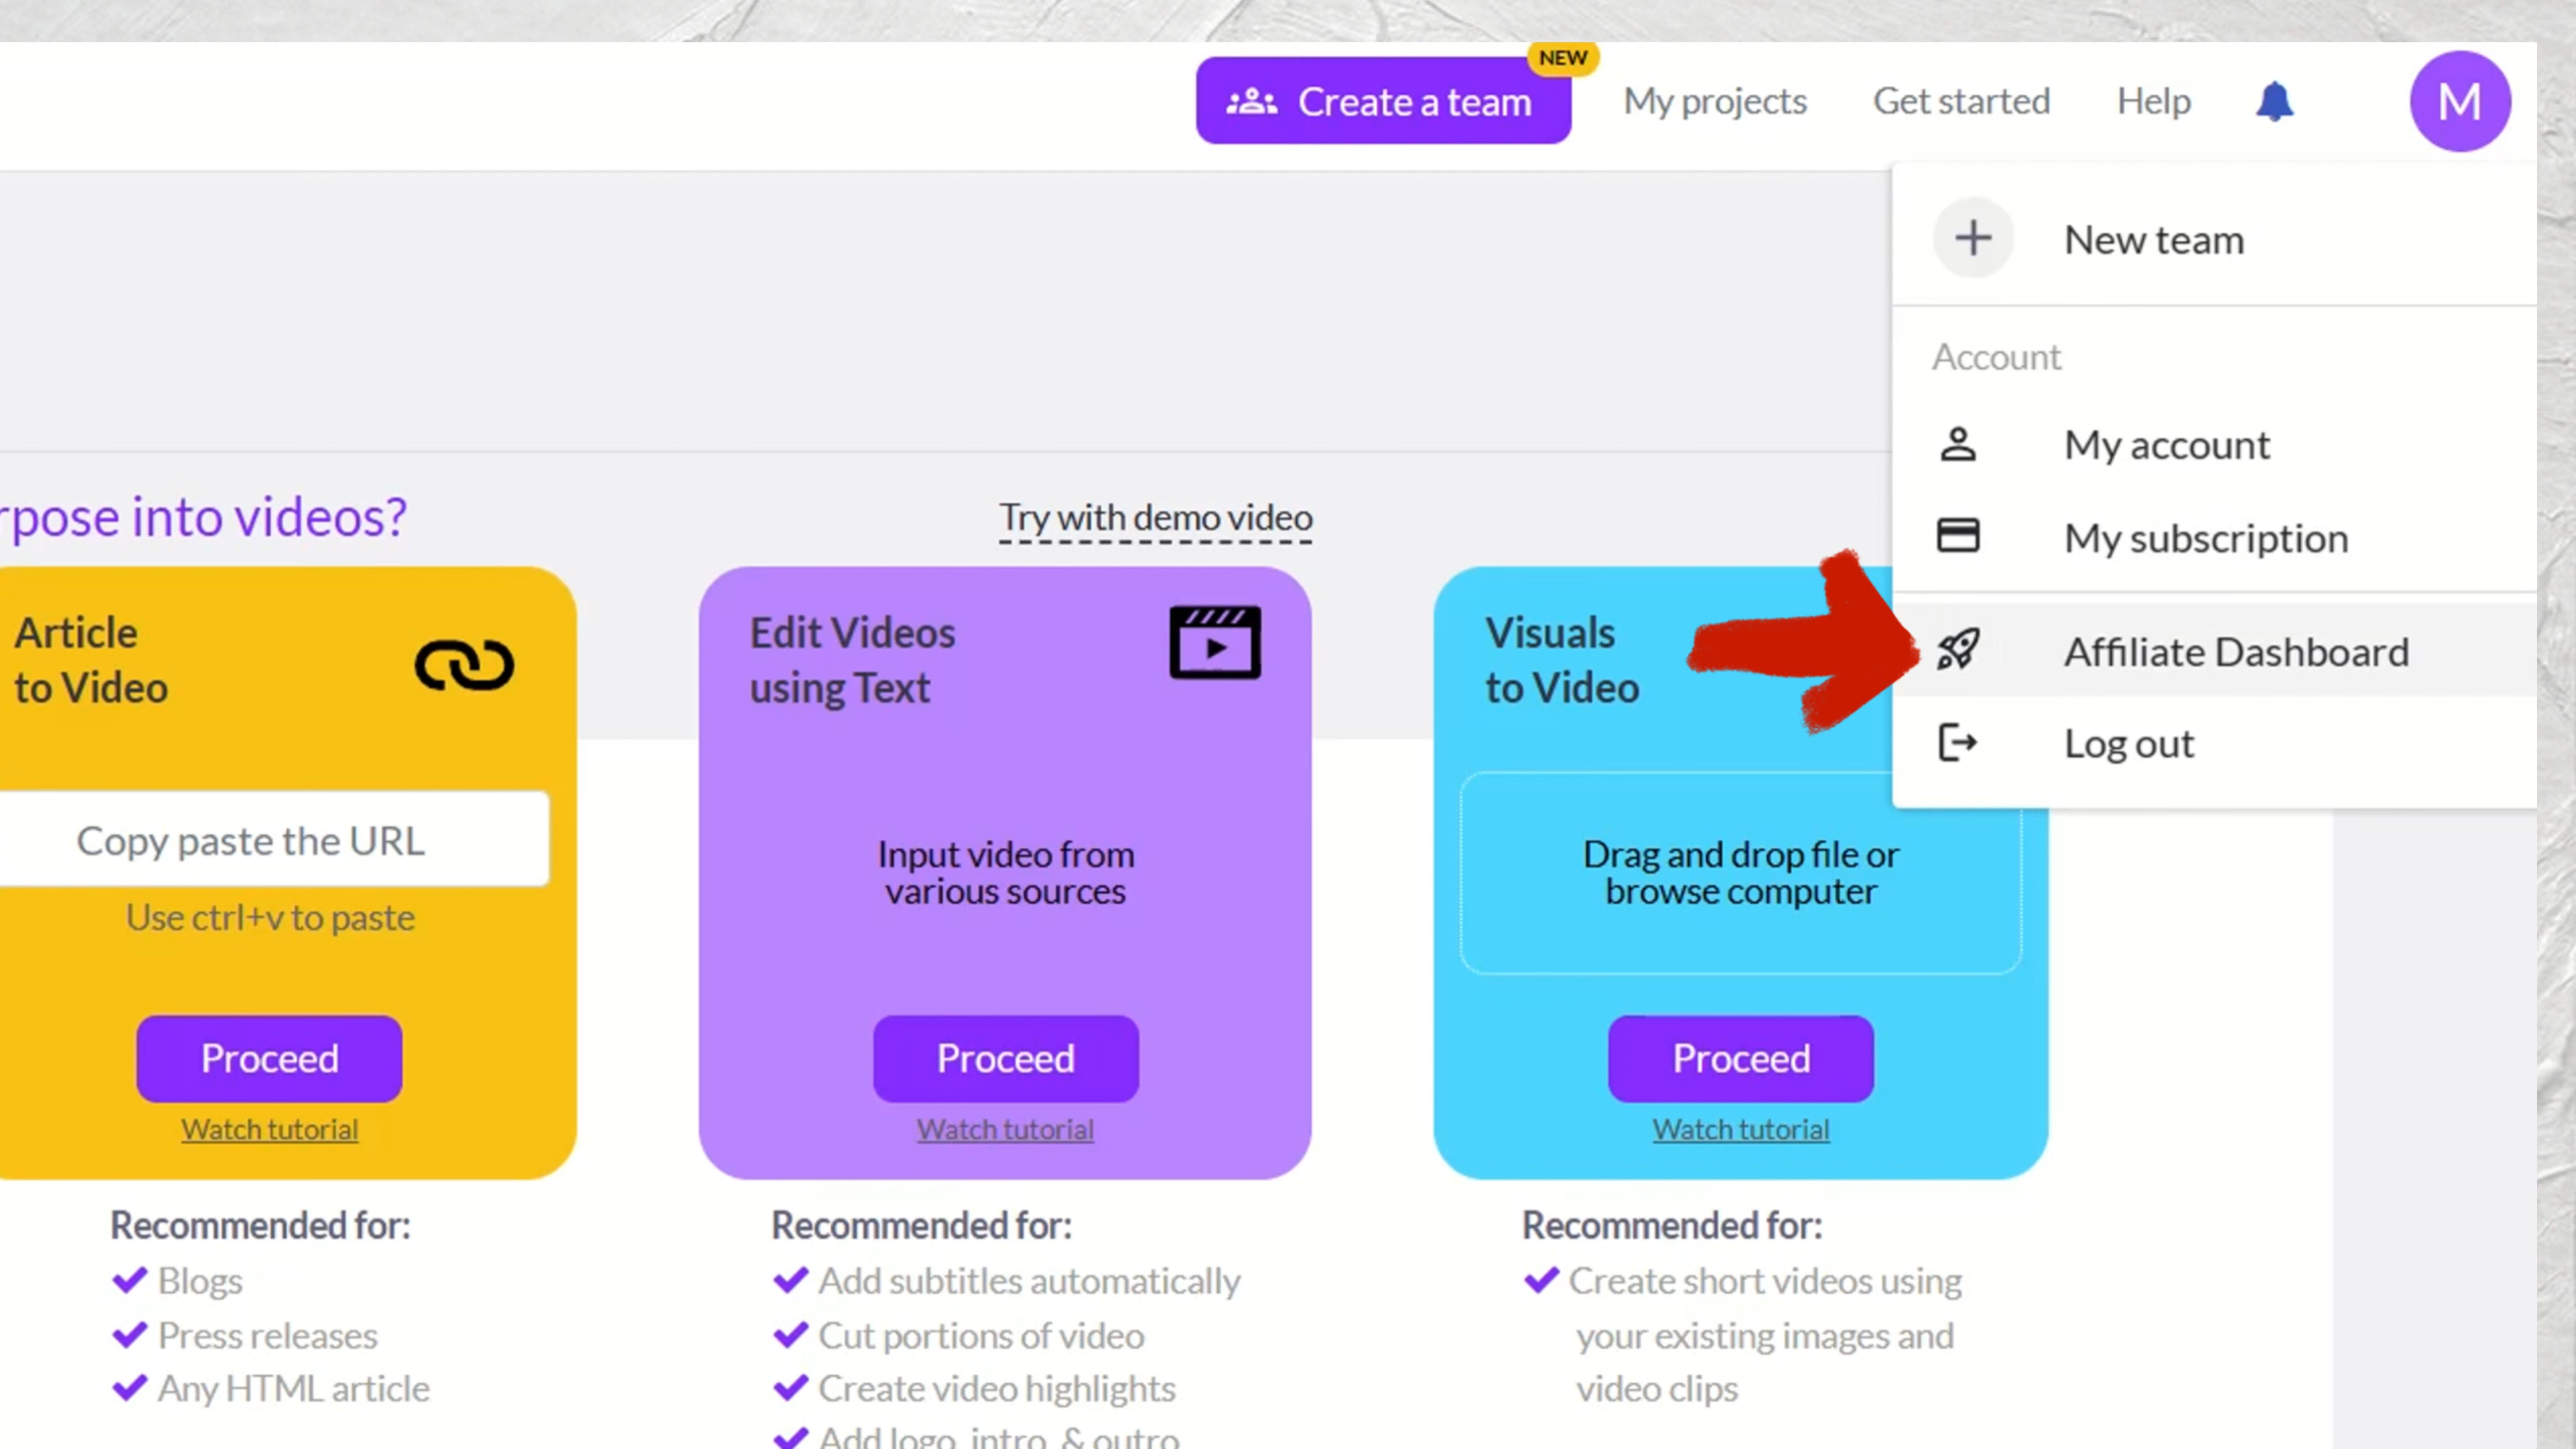 NEW
Create a team
My projects
Get started
Help
M
New team
Account
My account
My subscription
Affiliate Dashboard
Log out
rpose into videos?
Try with demo video
Article
to Video
Copy paste the URL
Use ctrl+v to paste
Proceed
Watch tutorial
Recommended for:
Blogs
Press releases
Any HTML article
Edit Videos
using Text
Input video from
various sources
Proceed
Watch tutorial
Recommended for:
Add subtitles automatically
Cut portions of video
Create video highlights
Add logo, intro, & outro
Visuals
to Video
Drag and drop file or
browse computer
Proceed
Watch tutorial
Recommended for:
Create short videos using
your existing images and
video clips